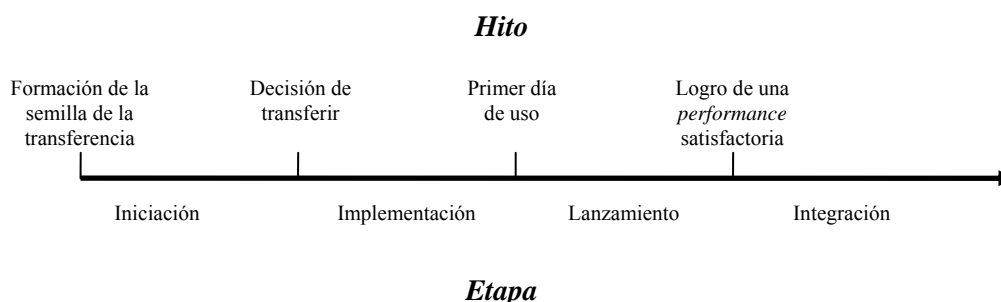 Hito
Formación de la
semilla de la
transferencia
Decisión de
transferir
Primer día
de uso
Logro de una
performance
satisfactoria
Iniciación
Implementación
Lanzamiento
Integración
Etapa